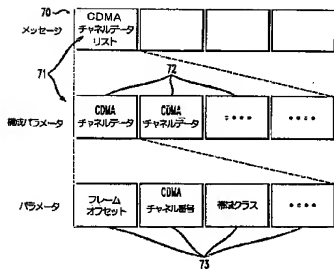 70
メッセージ
CDMA
チャネルデータ
リスト
71
72
構成パラメータ
CDMA
チャネルデータ
CDMA
チャネルデータ
••••
••••
パラメータ
フレーム
オフセット
CDMA
チャネル番号
帯域クラス
••••
73